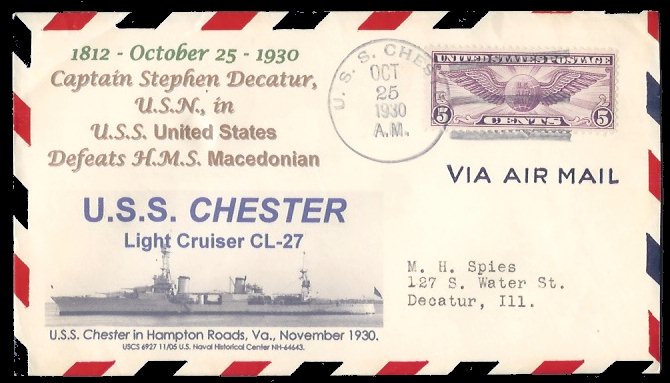 1812 - October 25 - 1930
Captain Stephen Decatur,
U.S.N., in
U.S.S. United States
Defeats H.M.S. Macedonian
U. S. S. CHES
OCT
25
1930
A.M.
UNITED STATES POSTAGE
5 CENTS 5
VIA AIR MAIL
U.S.S. CHESTER
Light Cruiser CL-27
U.S.S. Chester in Hampton Roads, Va., November 1930.
USCS 6927 11/05 U.S. Naval Historical Center NH-64643.
M. H. Spies
127 S. Water St.
Decatur, Ill.